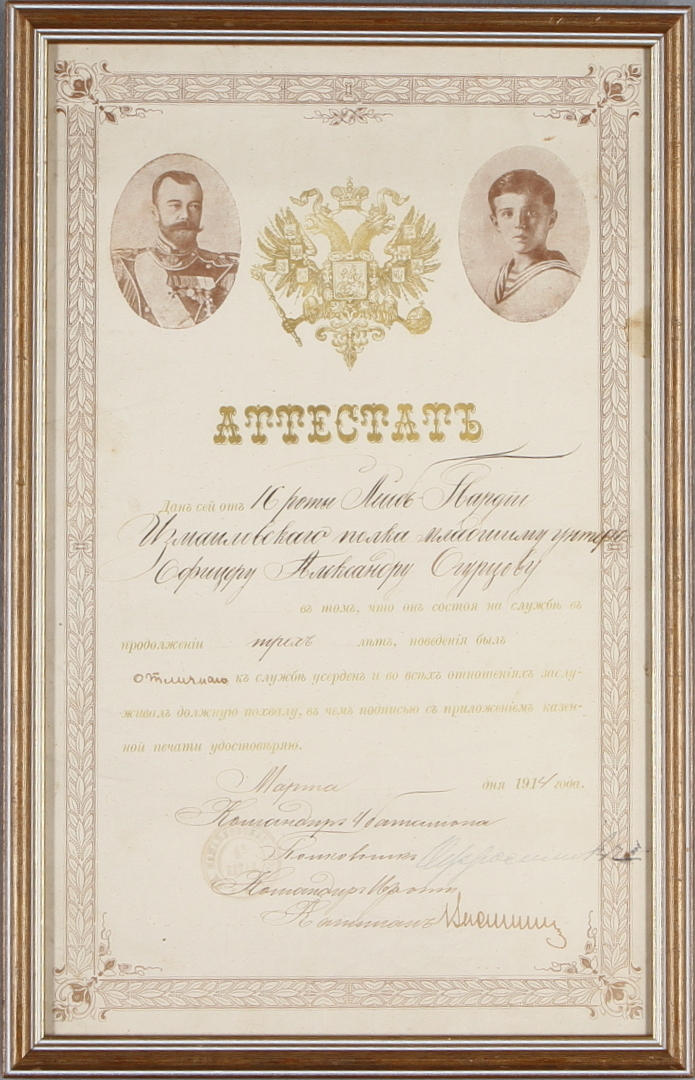 АТТЕСТАТЪ
Данъ сей отъ 16 роты Лейбъ Гвардіи
Измаиловскаго полка младшему унтеръ
Офицеру Александру Огурцову
въ томъ, что онъ состоя на службѣ въ
продолженіи трехъ лѣтъ, поведенія былъ
отличнаго къ службѣ усерденъ и во всѣхъ отношеніяхъ заслу-
живалъ должную похвалу, въ чемъ подписью съ приложеніемъ казен-
ной печати удостовѣряю.
Марта дня 1914 года.
Командиръ 4 баталіона
Полковникъ
Командиръ 16 роты
Капитанъ